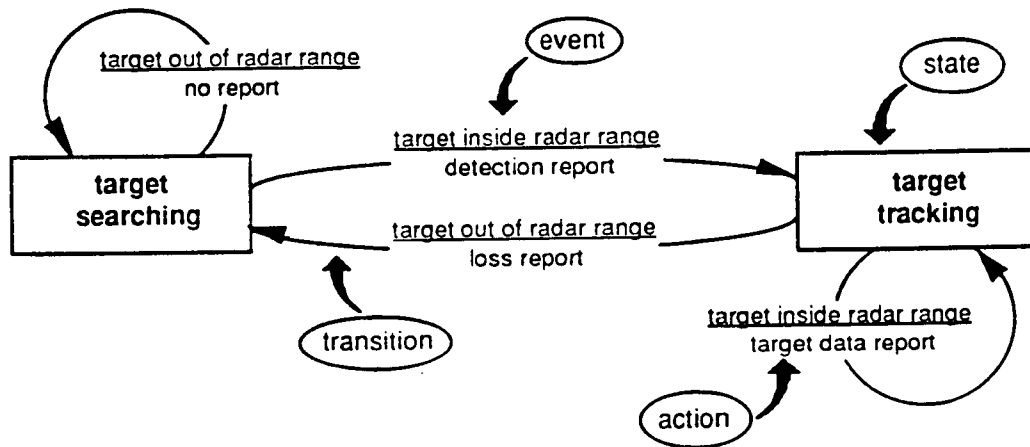 target out of radar range
no report
event
state
target inside radar range
detection report
target
searching
target
tracking
target out of radar range
loss report
transition
target inside radar range
target data report
action